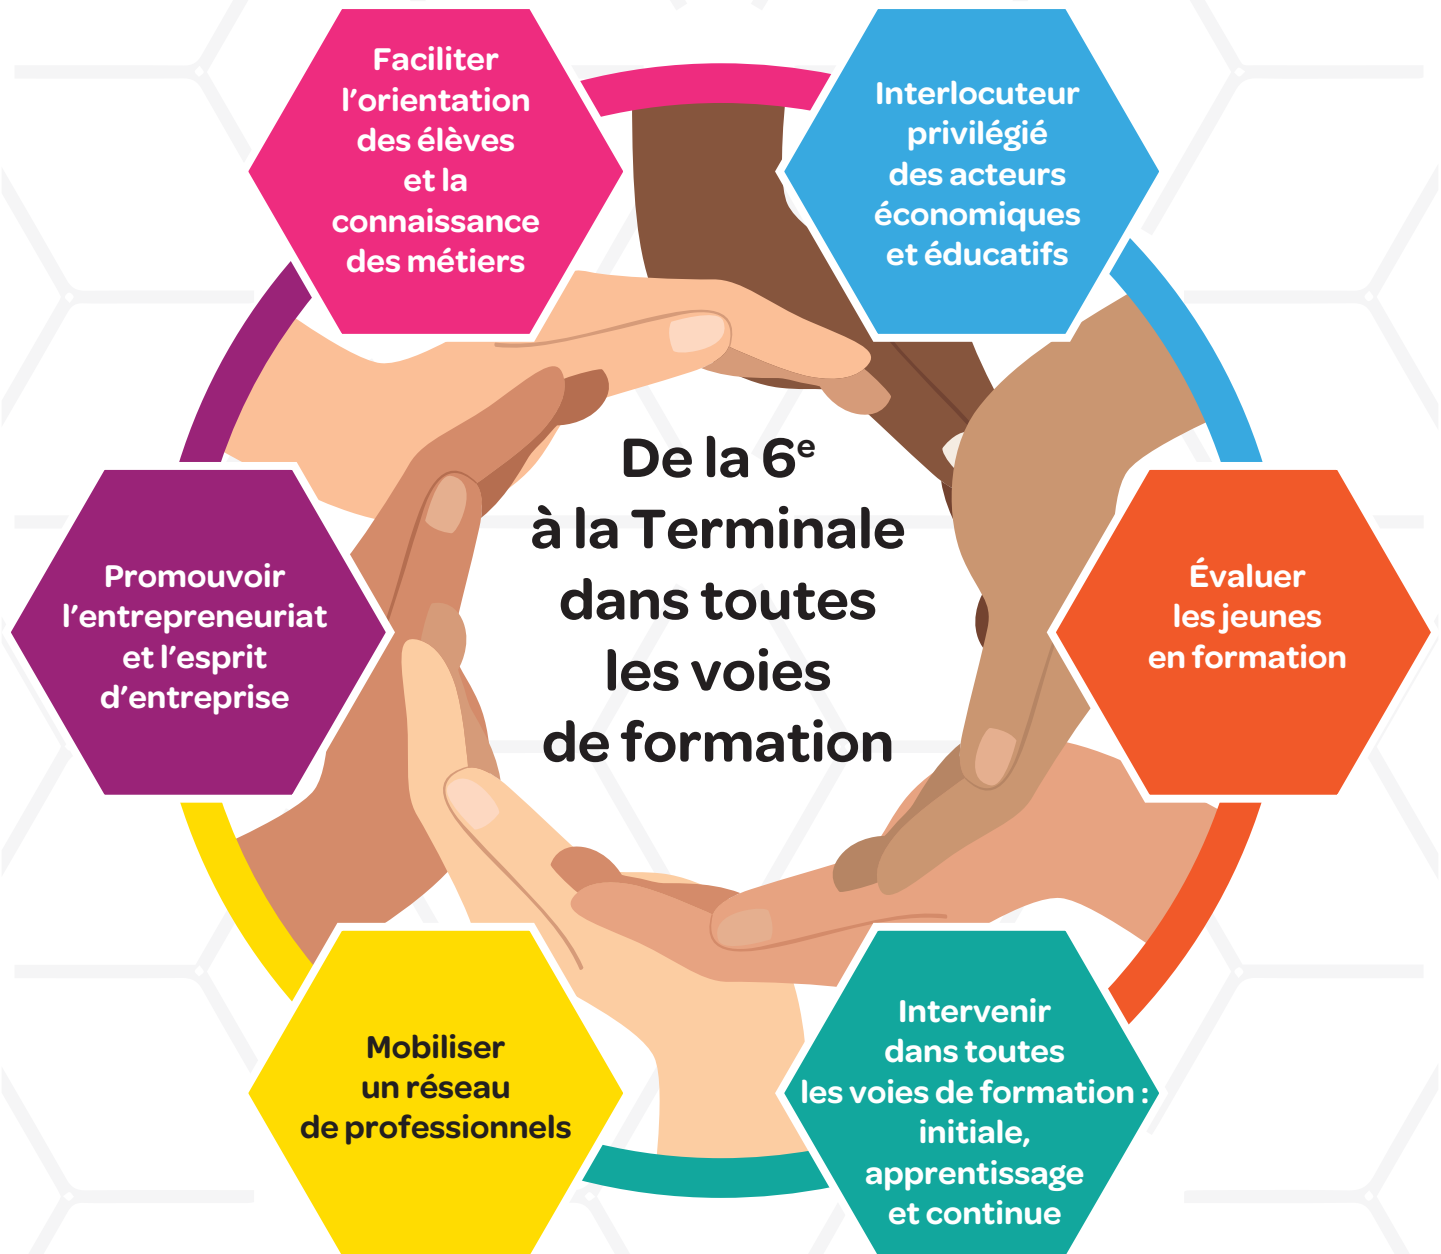 Faciliter
l'orientation
des élèves
et la
connaissance
des métiers
Interlocuteur
privilégié
des acteurs
économiques
et éducatifs
De la 6e
à la Terminale
dans toutes
les voies
de formation
Promouvoir
l'entrepreneuriat
et l'esprit
d'entreprise
Évaluer
les jeunes
en formation
Mobiliser
un réseau
de professionnels
Intervenir
dans toutes
les voies de formation :
initiale,
apprentissage
et continue